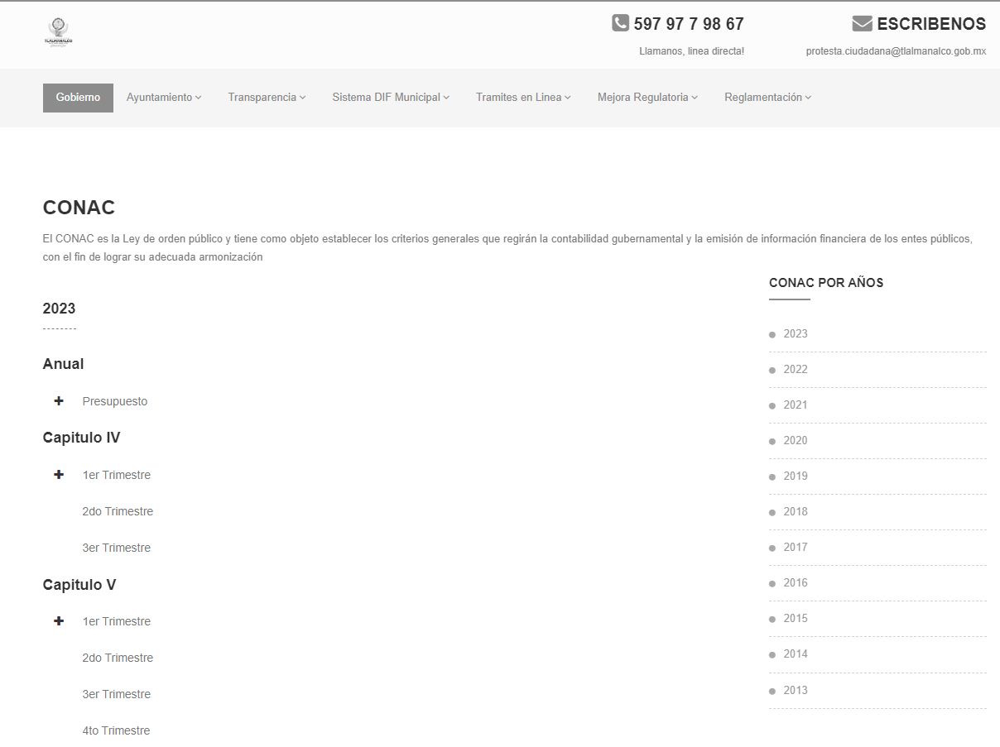 TLALMANALCO
597 97 7 98 67
Llamanos, linea directa!
ESCRIBENOS
protesta.ciudadana@tlalmanalco.gob.mx
Gobierno
Ayuntamiento
Transparencia
Sistema DIF Municipal
Tramites en Linea
Mejora Regulatoria
Reglamentación
CONAC
El CONAC es la Ley de orden público y tiene como objeto establecer los criterios generales que regirán la contabilidad gubernamental y la emisión de información financiera de los entes públicos,
con el fin de lograr su adecuada armonización
2023
Anual
Presupuesto
Capitulo IV
1er Trimestre
2do Trimestre
3er Trimestre
Capitulo V
1er Trimestre
2do Trimestre
3er Trimestre
4to Trimestre
CONAC POR AÑOS
2023
2022
2021
2020
2019
2018
2017
2016
2015
2014
2013